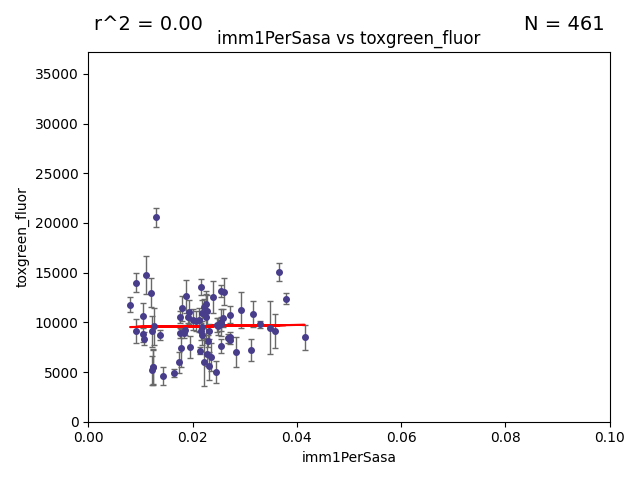 r^2 = 0.00
N = 461
imm1PerSasa vs toxgreen_fluor
35000
30000
25000
20000
15000
10000
5000
0
toxgreen_fluor
0.00
0.02
0.04
0.06
0.08
0.10
imm1PerSasa